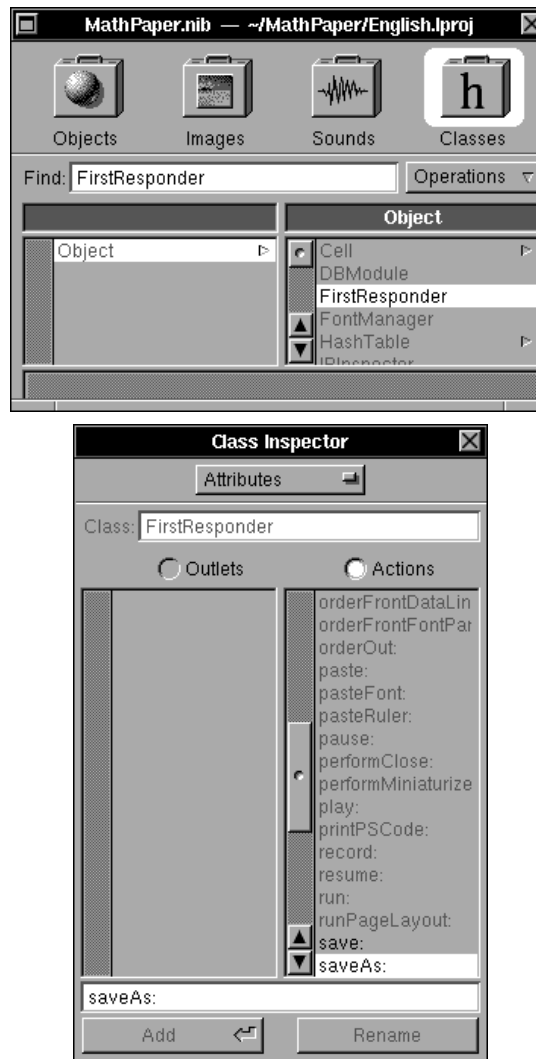 MathPaper.nib — ~/MathPaper/English.lproj
Objects Images Sounds Classes
h
Find: FirstResponder Operations
Object
Object
Cell
DBModule
FirstResponder
FontManager
HashTable
IBInspector
Class Inspector
Attributes
Class: FirstResponder
Outlets Actions
orderFrontDataLin
orderFrontFontPar
orderOut:
paste:
pasteFont:
pasteRuler:
pause:
performClose:
performMiniaturize
play:
printPSCode:
record:
resume:
run:
runPageLayout:
save:
saveAs:
saveAs:
Add Rename